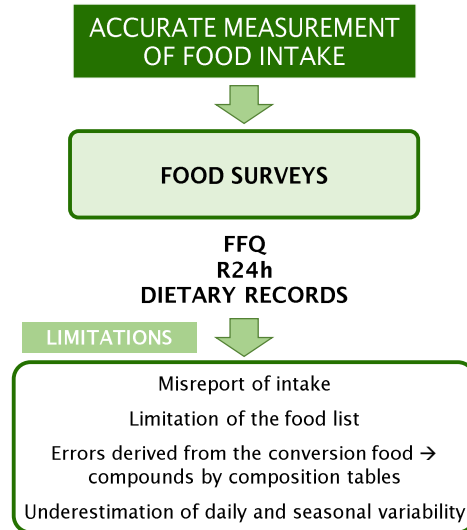 ACCURATE MEASUREMENT
OF FOOD INTAKE
FOOD SURVEYS
FFQ
R24h
DIETARY RECORDS
LIMITATIONS
Misreport of intake
Limitation of the food list
Errors derived from the conversion food →
compounds by composition tables
Underestimation of daily and seasonal variability